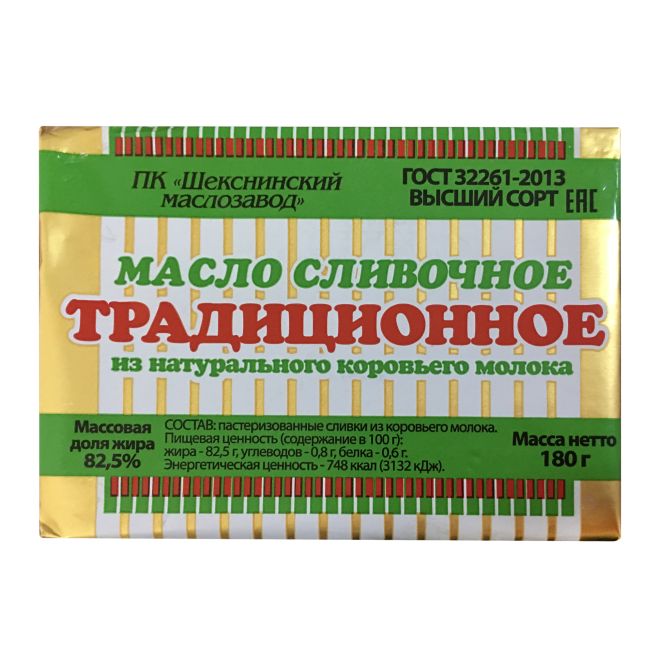 ПК «Шекснинский
маслозавод»
ГОСТ 32261-2013
ВЫСШИЙ СОРТ ЕАС
МАСЛО СЛИВОЧНОЕ
ТРАДИЦИОННОЕ
из натурального коровьего молока
Массовая
доля жира
82,5%
СОСТАВ: пастеризованные сливки из коровьего молока.
Пищевая ценность (содержание в 100 г):
жира - 82,5 г, углеводов - 0,8 г, белка - 0,6 г.
Энергетическая ценность - 748 ккал (3132 кДж).
Масса нетто
180 г